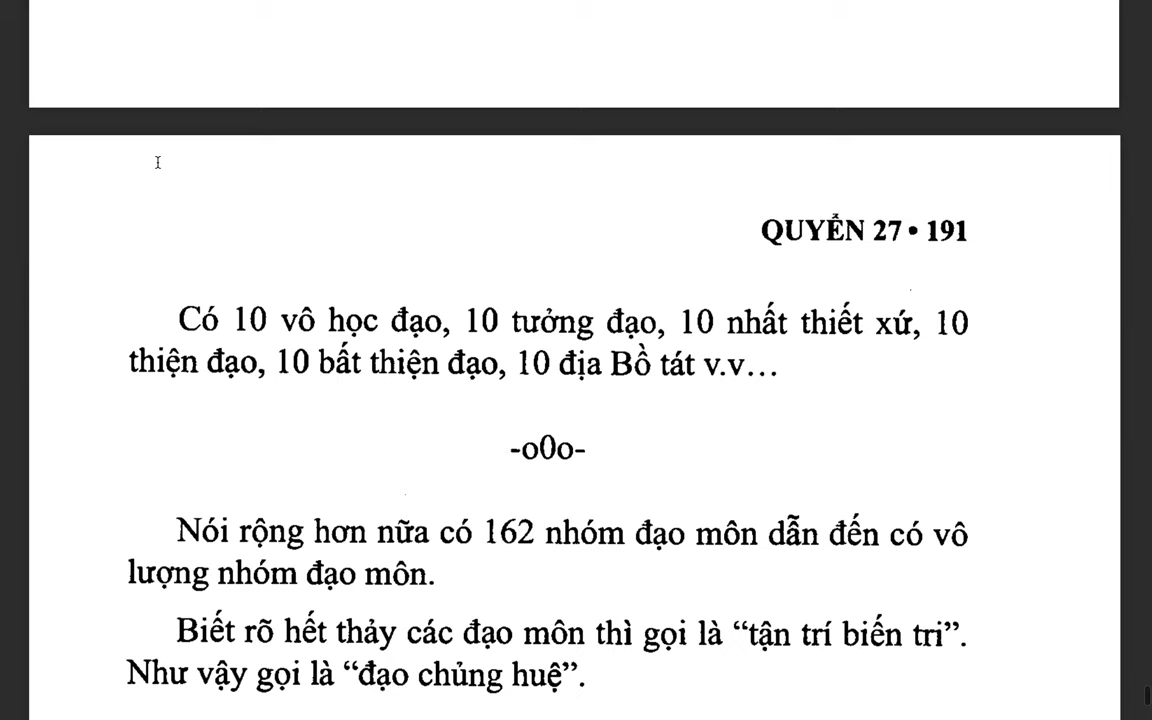 QUYỂN 27 • 191
Có 10 vô học đạo, 10 tưởng đạo, 10 nhất thiết xứ, 10
thiện đạo, 10 bất thiện đạo, 10 địa Bồ tát v.v...
-o0o-
Nói rộng hơn nữa có 162 nhóm đạo môn dẫn đến có vô
lượng nhóm đạo môn.
Biết rõ hết thảy các đạo môn thì gọi là “tận trí biến tri”.
Như vậy gọi là “đạo chủng huệ”.